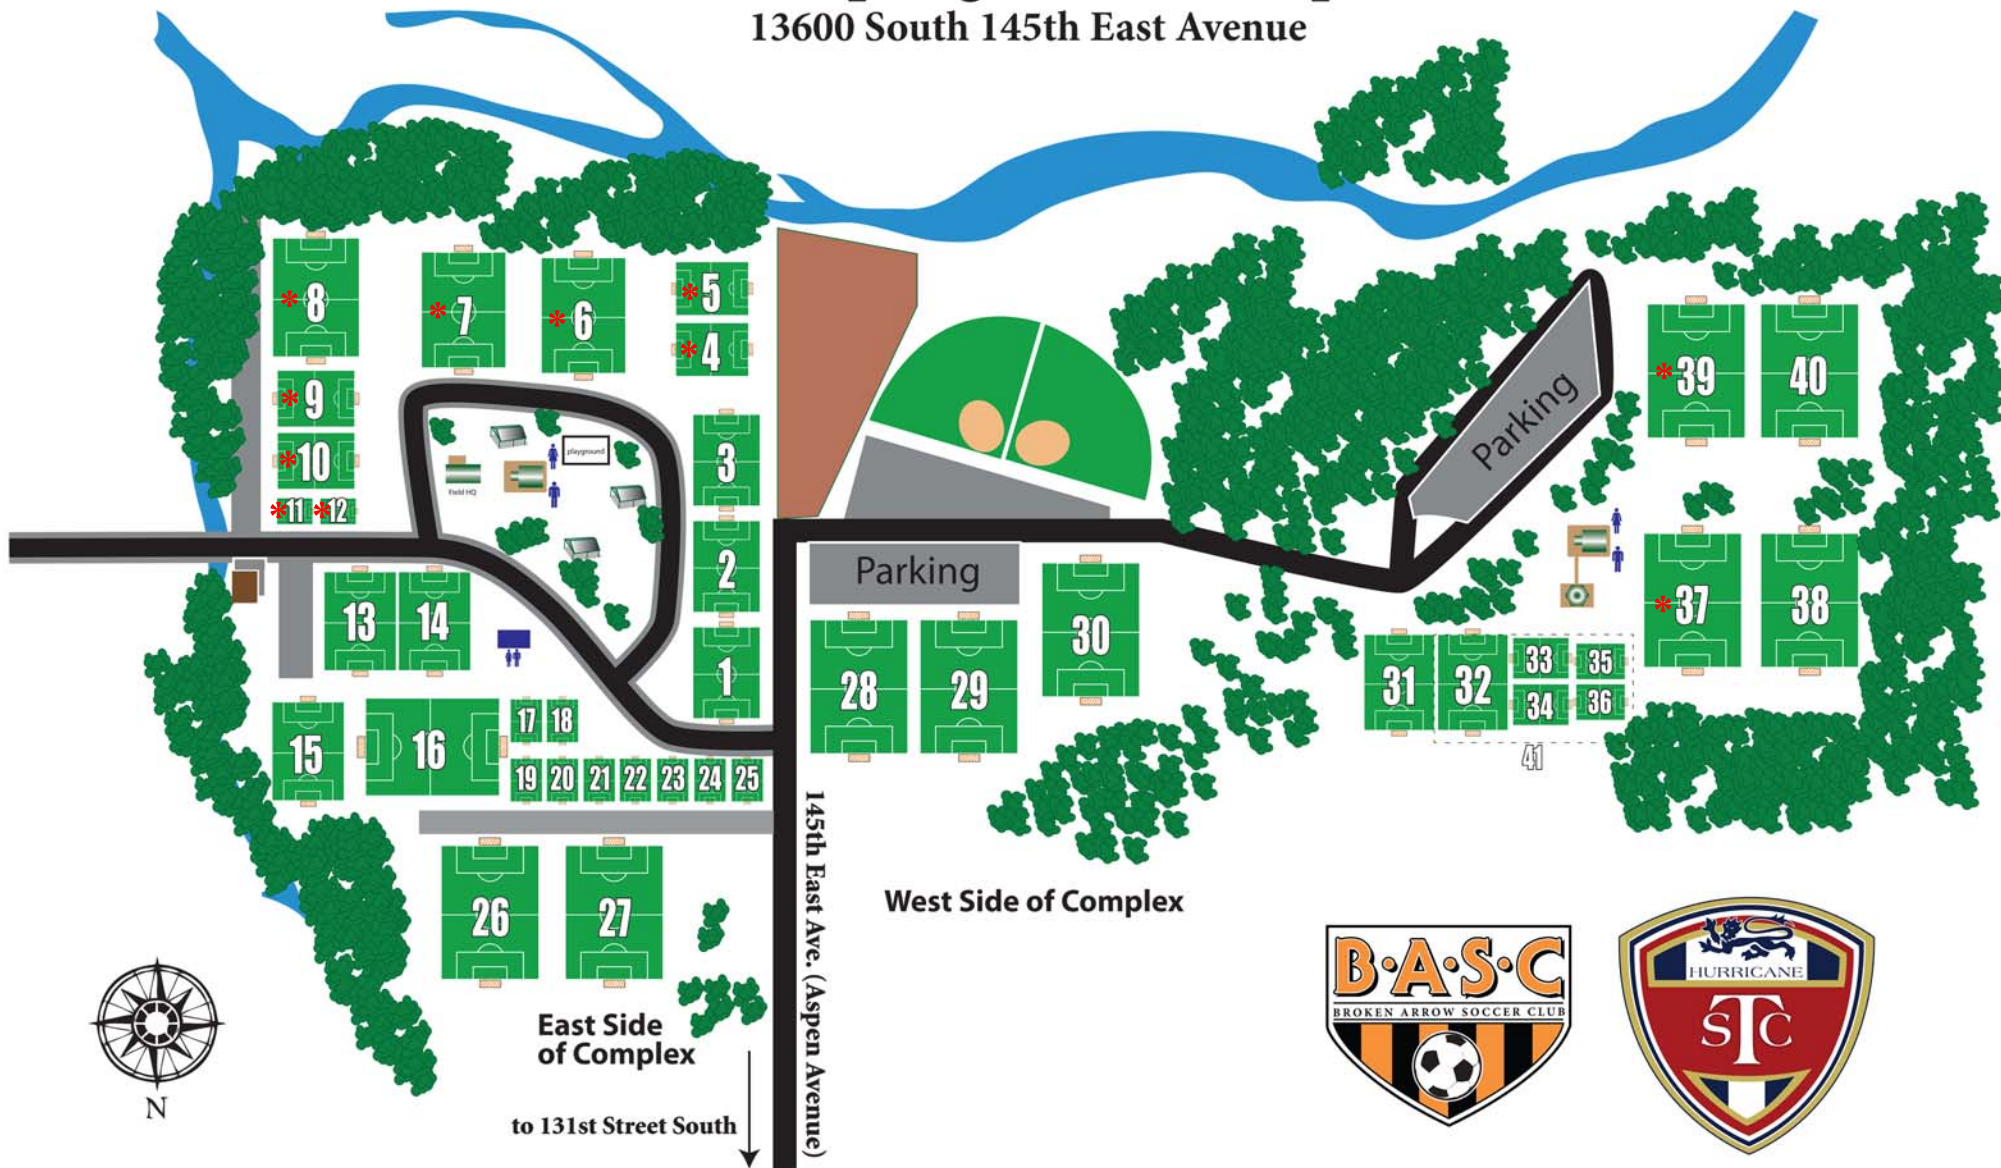 13600 South 145th East Avenue
* 8
* 7
* 6
* 5
* 4
* 9
* 10
* 11
* 12
3
2
1
Field HQ
playground
13
14
15
16
17
18
19
20
21
22
23
24
25
26
27
Parking
28
29
30
Parking
* 39
40
* 37
38
31
32
33
35
34
36
41
145th East Ave. (Aspen Avenue)
West Side of Complex
East Side
of Complex
to 131st Street South
N
B·A·S·C
BROKEN ARROW SOCCER CLUB
HURRICANE
STC